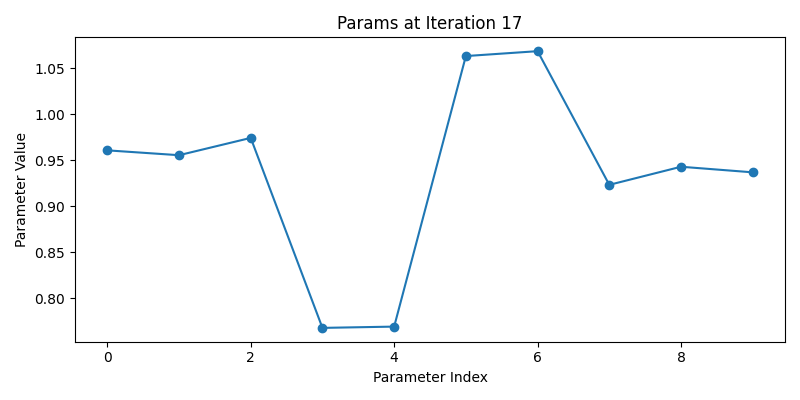 Params at Iteration 17
1.05
1.00
0.95
0.90
0.85
0.80
Parameter Value
0 2 4 6 8
Parameter Index